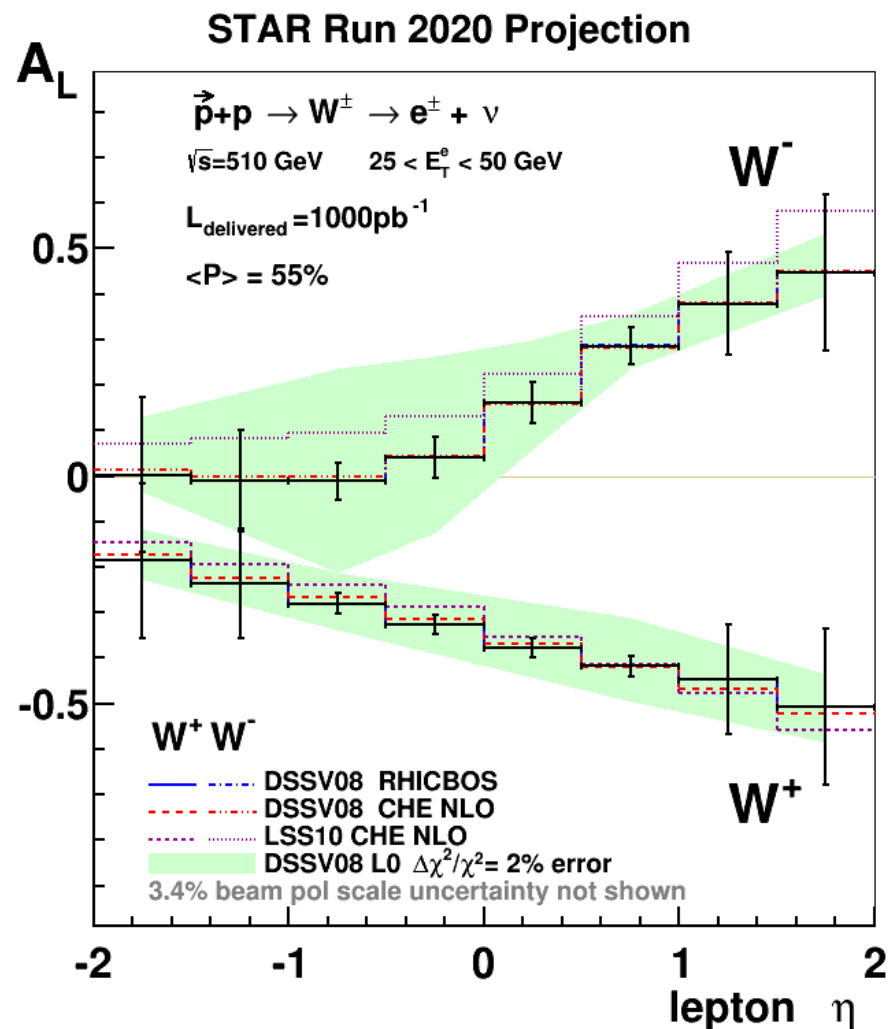 STAR Run 2020 Projection
A_L
p⃗+p → W^± → e^± + ν
√s=510 GeV 25 < E_T^e < 50 GeV
L_delivered =1000pb^-1
<P> = 55%
W^-
0.5
0
-0.5
W^+ W^-
DSSV08 RHICBOS
DSSV08 CHE NLO
LSS10 CHE NLO
DSSV08 L0 Δχ²/χ²= 2% error
3.4% beam pol scale uncertainty not shown
W^+
-2 -1 0 1 2
lepton η